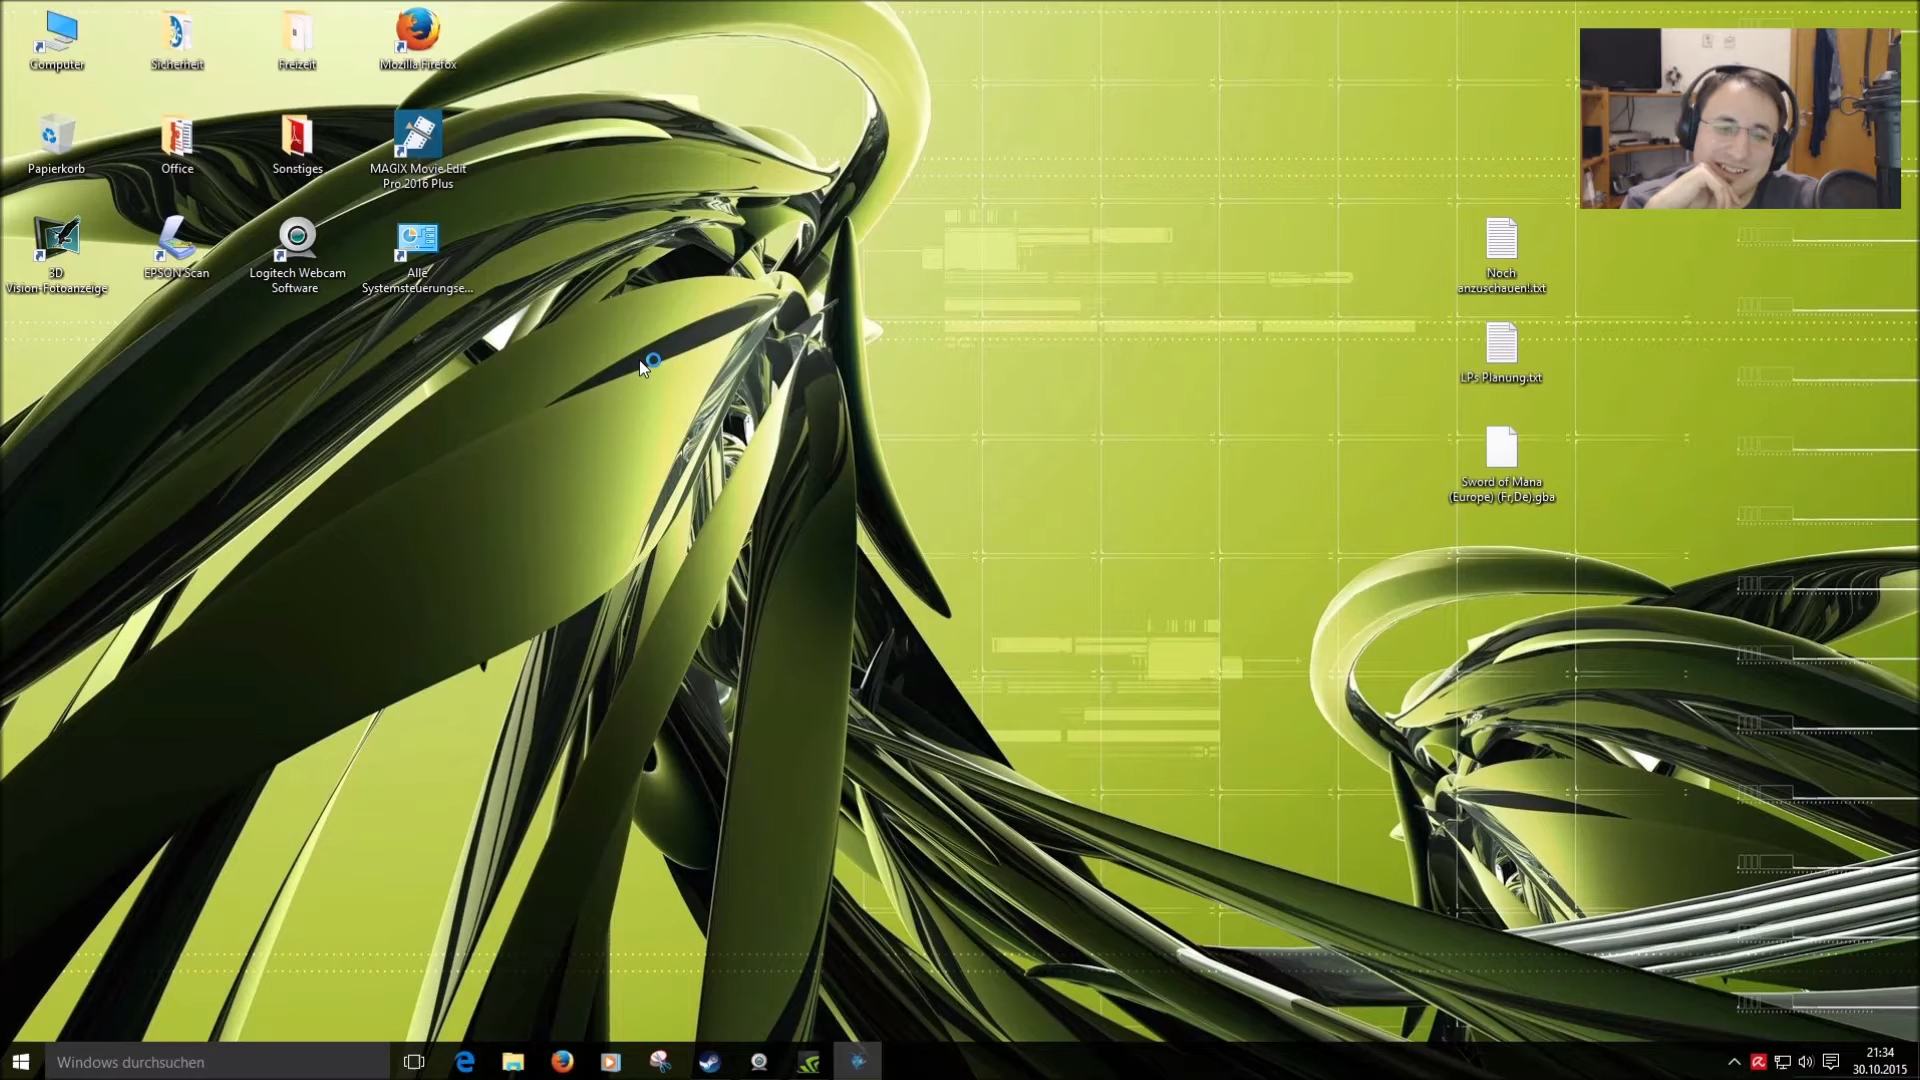 Computer
Sicherheit
Freizeit
Mozilla Firefox
Papierkorb
Office
Sonstiges
MAGIX Movie Edit
Pro 2016 Plus
3D
Vision-Fotoanzeige
EPSON Scan
Logitech Webcam
Software
Alle
Systemsteuerungse...
Noch
anzuschauen!.txt
LPs Planung.txt
Sword of Mana
(Europe) (Fr,De).gba
Windows durchsuchen
21:34
30.10.2015